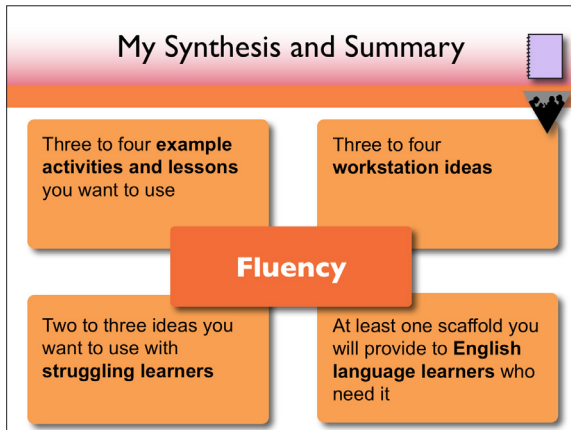 My Synthesis and Summary
Three to four example
activities and lessons
you want to use
Three to four
workstation ideas
Fluency
Two to three ideas you
want to use with
struggling learners
At least one scaffold you
will provide to English
language learners who
need it